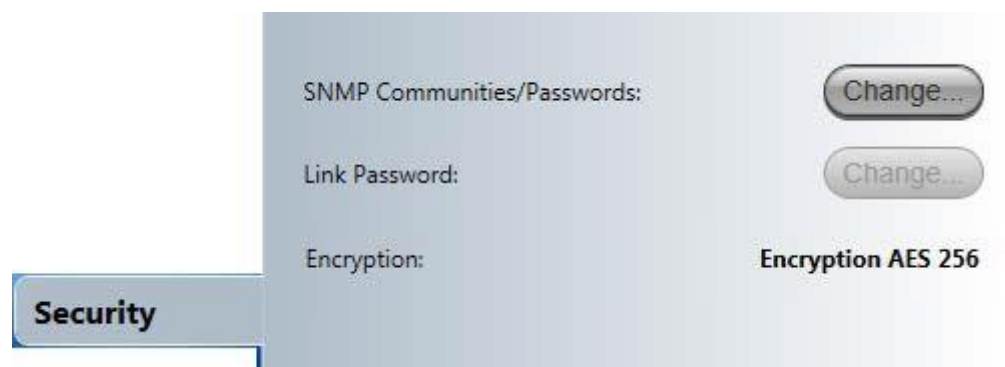 SNMP Communities/Passwords:
Change...
Link Password:
Change...
Encryption:
Encryption AES 256
Security